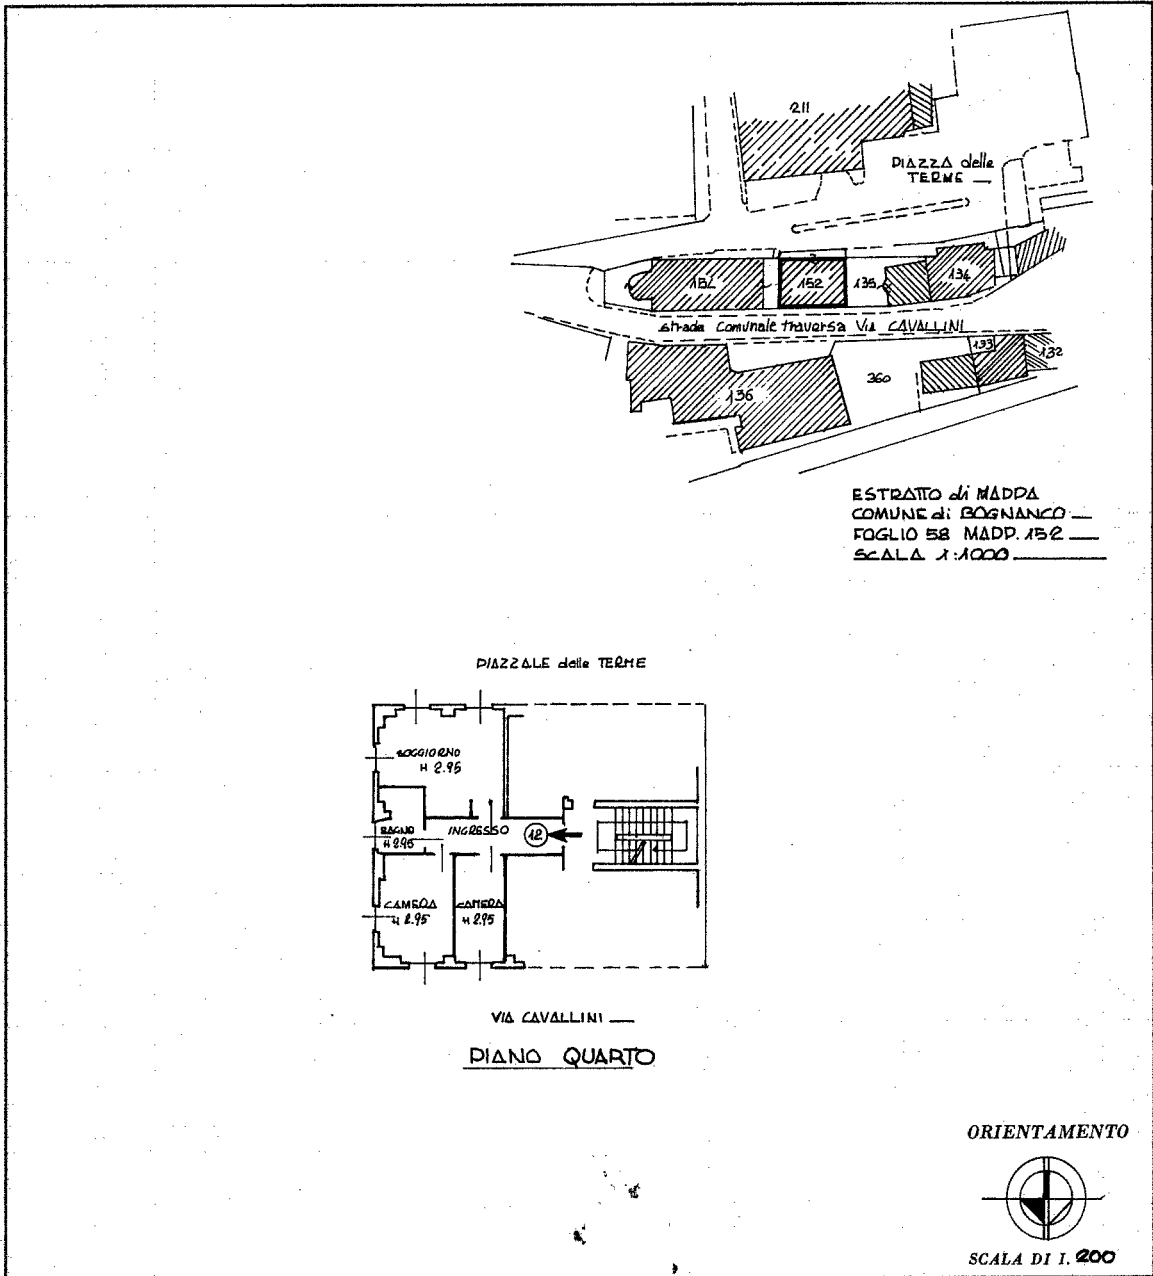 211
PIAZZA delle
TERME
152
135
134
strada Comunale traversa Via CAVALLINI
133
132
136
360
ESTRATTO di MAPPA
COMUNE di BOGNANCO
FOGLIO 58 MAPP. 152
SCALA 1:1000
PIAZZALE delle TERME
SOGGIORNO
H 2.95
BAGNO
H 2.95
INGRESSO
12
CAMERA
H 2.95
CAMERA
H 2.95
VIA CAVALLINI
PIANO QUARTO
ORIENTAMENTO
SCALA DI 1. 200